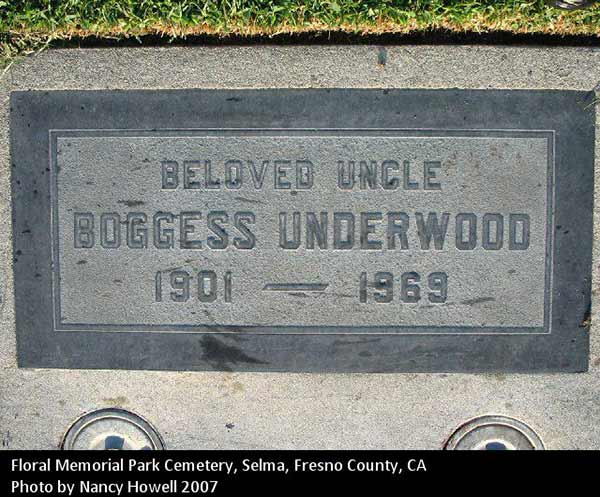 BELOVED UNCLE
BOGGESS UNDERWOOD
1901 — 1969
Floral Memorial Park Cemetery, Selma, Fresno County, CA
Photo by Nancy Howell 2007